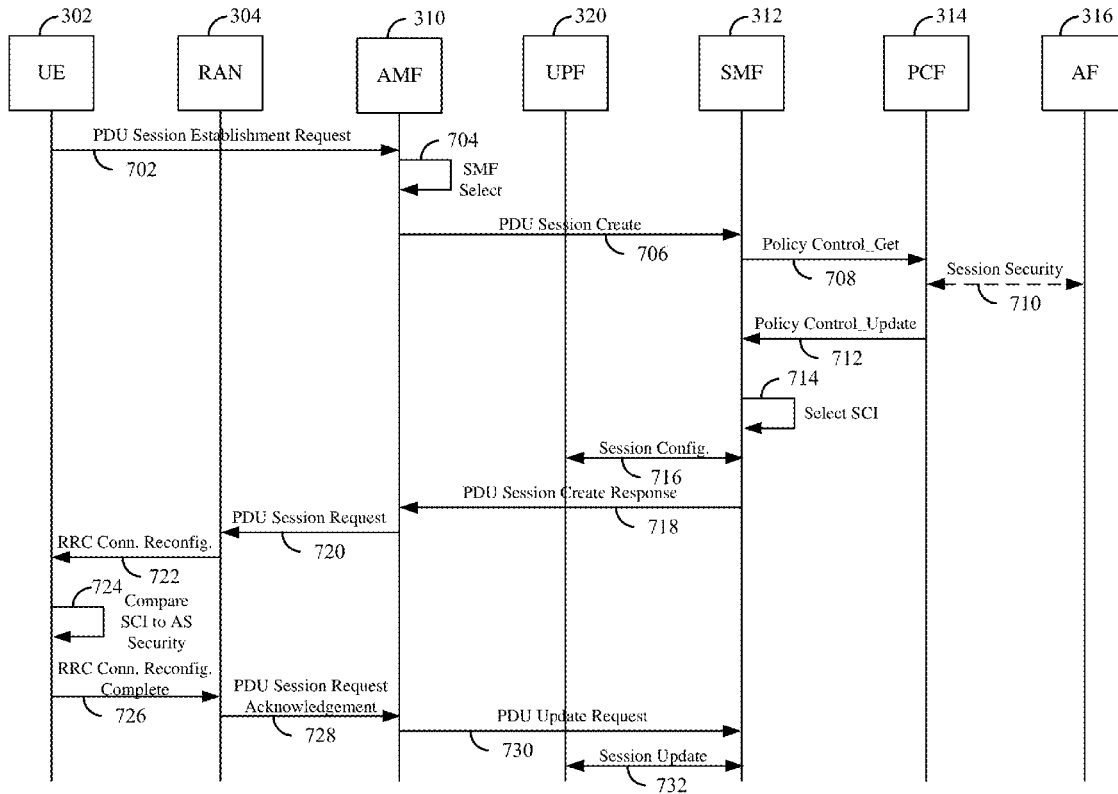 302
304
310
320
312
314
316
UE
RAN
AMF
UPF
SMF
PCF
AF
PDU Session Establishment Request
702
704
SMF
Select
PDU Session Create
706
Policy Control_Get
708
Session Security
710
Policy Control_Update
712
714
Select SCI
Session Config.
716
PDU Session Create Response
718
PDU Session Request
720
RRC Conn. Reconfig.
722
724
Compare
SCI to AS
Security
RRC Conn. Reconfig.
Complete
726
PDU Session Request
Acknowledgement
728
PDU Update Request
730
Session Update
732